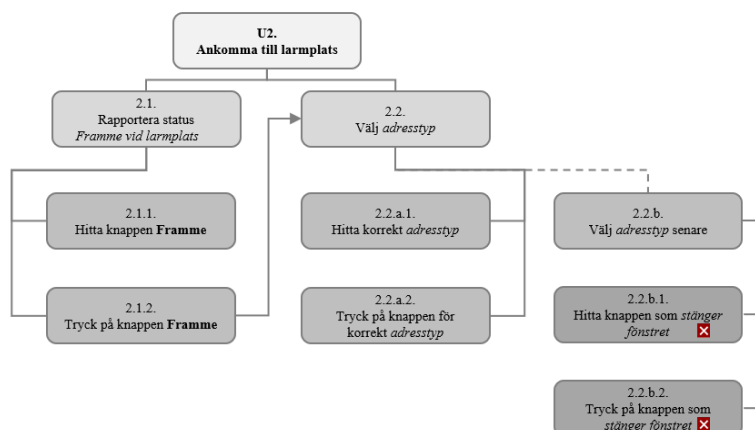 U2.
Ankomma till larmplats
2.1.
Rapportera status
Framme vid larmplats
2.2.
Välj adresstyp
2.1.1.
Hitta knappen Framme
2.2.a.1.
Hitta korrekt adresstyp
2.2.b.
Välj adresstyp senare
2.1.2.
Tryck på knappen Framme
2.2.a.2.
Tryck på knappen för
korrekt adresstyp
2.2.b.1.
Hitta knappen som stänger
fönstret
2.2.b.2.
Tryck på knappen som
stänger fönstret